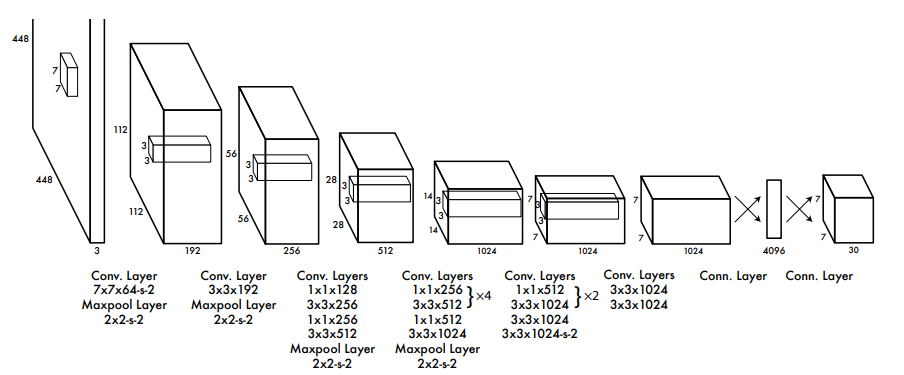 448
7
7
448
3
112
3
3
112
192
56
3
3
56
256
28
3
3
28
512
14
3
3
14
1024
7
3
3
7
1024
7
7
1024
4096
7
7
30
Conv. Layer
7x7x64-s-2
Maxpool Layer
2x2-s-2
Conv. Layer
3x3x192
Maxpool Layer
2x2-s-2
Conv. Layers
1x1x128
3x3x256
1x1x256
3x3x512
Maxpool Layer
2x2-s-2
Conv. Layers
1x1x256
3x3x512
} ×4
1x1x512
3x3x1024
Maxpool Layer
2x2-s-2
Conv. Layers
1x1x512
3x3x1024
} ×2
3x3x1024
3x3x1024-s-2
Conv. Layers
3x3x1024
3x3x1024
Conn. Layer
Conn. Layer